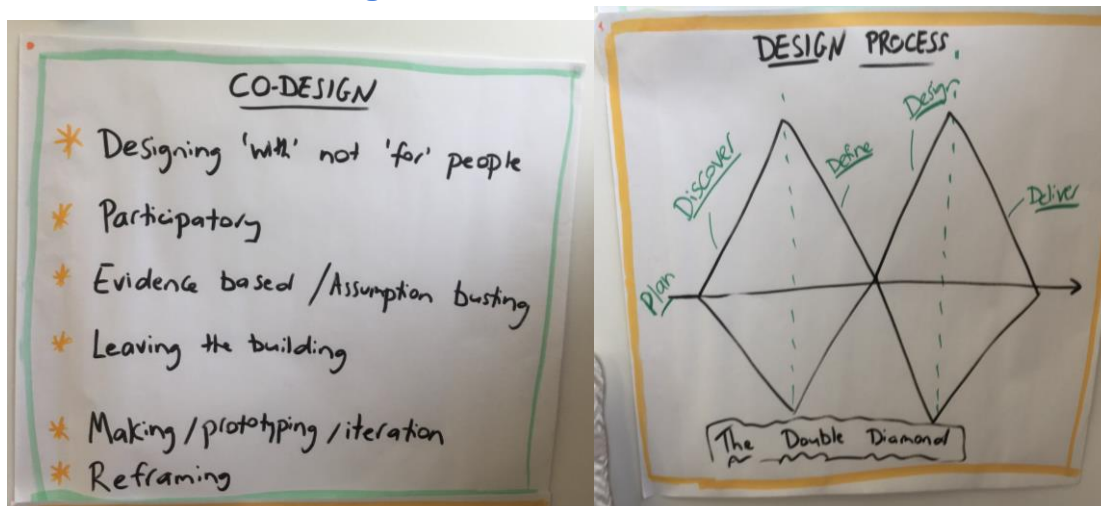 CO-DESIGN
Designing 'with' not 'for' people
Participatory
Evidence based / Assumption busting
Leaving the building
Making / prototyping / iteration
Reframing
DESIGN PROCESS
Discover
Define
Design
Deliver
Plan
The Double Diamond